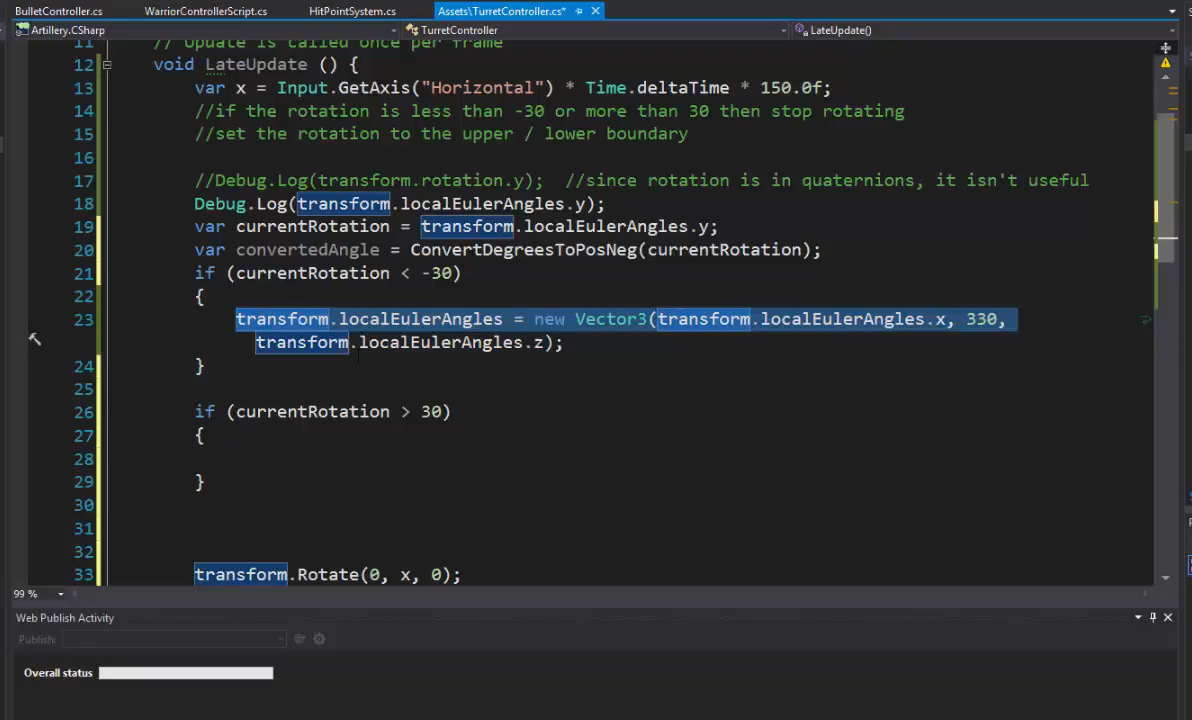 BulletController.cs WarriorControllerScript.cs HitPointSystem.cs Assets\TurretController.cs*
Artillery.CSharp TurretController LateUpdate()
11 // Update is called once per frame
12 void LateUpdate () {
13 var x = Input.GetAxis("Horizontal") * Time.deltaTime * 150.0f;
14 //if the rotation is less than -30 or more than 30 then stop rotating
15 //set the rotation to the upper / lower boundary
16
17 //Debug.Log(transform.rotation.y); //since rotation is in quaternions, it isn't useful
18 Debug.Log(transform.localEulerAngles.y);
19 var currentRotation = transform.localEulerAngles.y;
20 var convertedAngle = ConvertDegreesToPosNeg(currentRotation);
21 if (currentRotation < -30)
22 {
23 transform.localEulerAngles = new Vector3(transform.localEulerAngles.x, 330,
transform.localEulerAngles.z);
24 }
25
26 if (currentRotation > 30)
27 {
28
29 }
30
31
32
33 transform.Rotate(0, x, 0);
99 %
Web Publish Activity
Publish:
Overall status